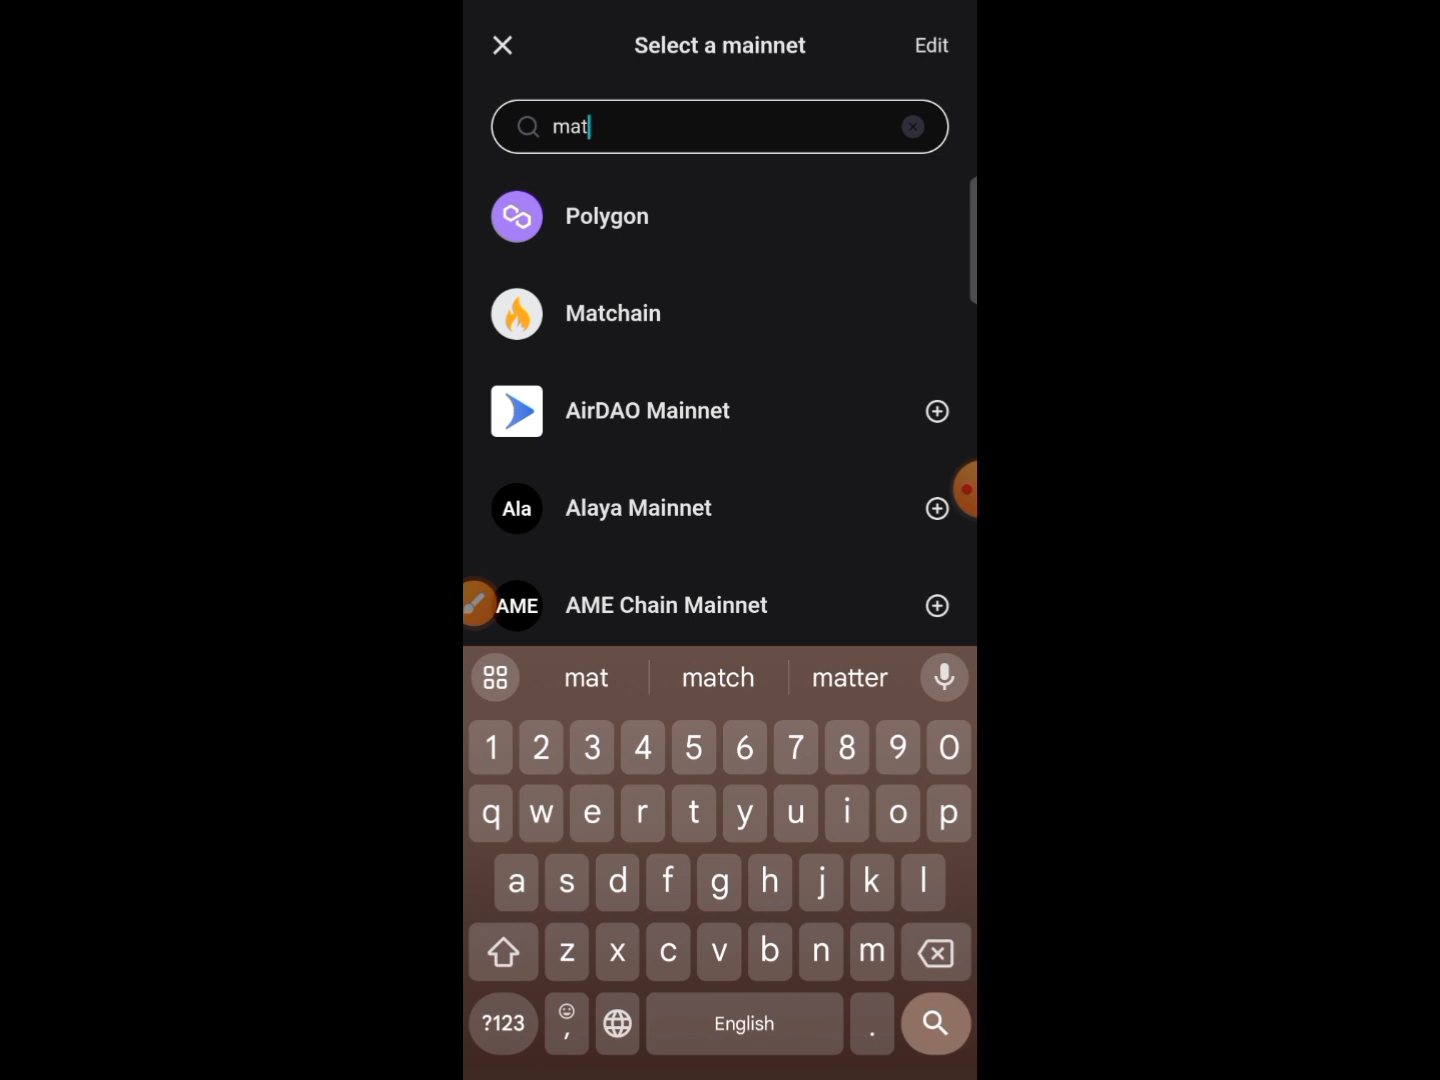 Select a mainnet
Edit
mat
Polygon
Matchain
AirDAO Mainnet
Ala
Alaya Mainnet
AME
AME Chain Mainnet
mat match matter
1 2 3 4 5 6 7 8 9 0
q w e r t y u i o p
a s d f g h j k l
z x c v b n m
?123 , English .